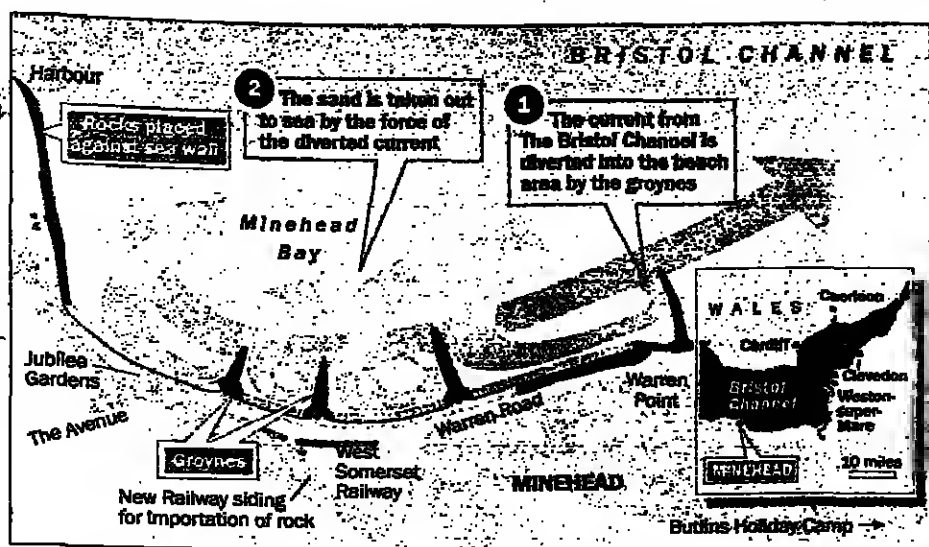 BRISTOL CHANNEL
Harbour
Rocks placed
against sea wall
2
The sand is taken out
to sea by the force of
the diverted current
1
The current from
The Bristol Channel is
diverted into the beach
area by the groynes
Minehead
Bay
WALES
Caerleon
Cardiff
Clevedon
Bristol
Channel
Weston-
super-
Mare
MINEHEAD
10 miles
Jubilee
Gardens
The Avenue
Warren Road
Warren
Point
Groynes
West
Somerset
Railway
New Railway siding
for importation of rock
MINEHEAD
Butlins Holiday Camp →